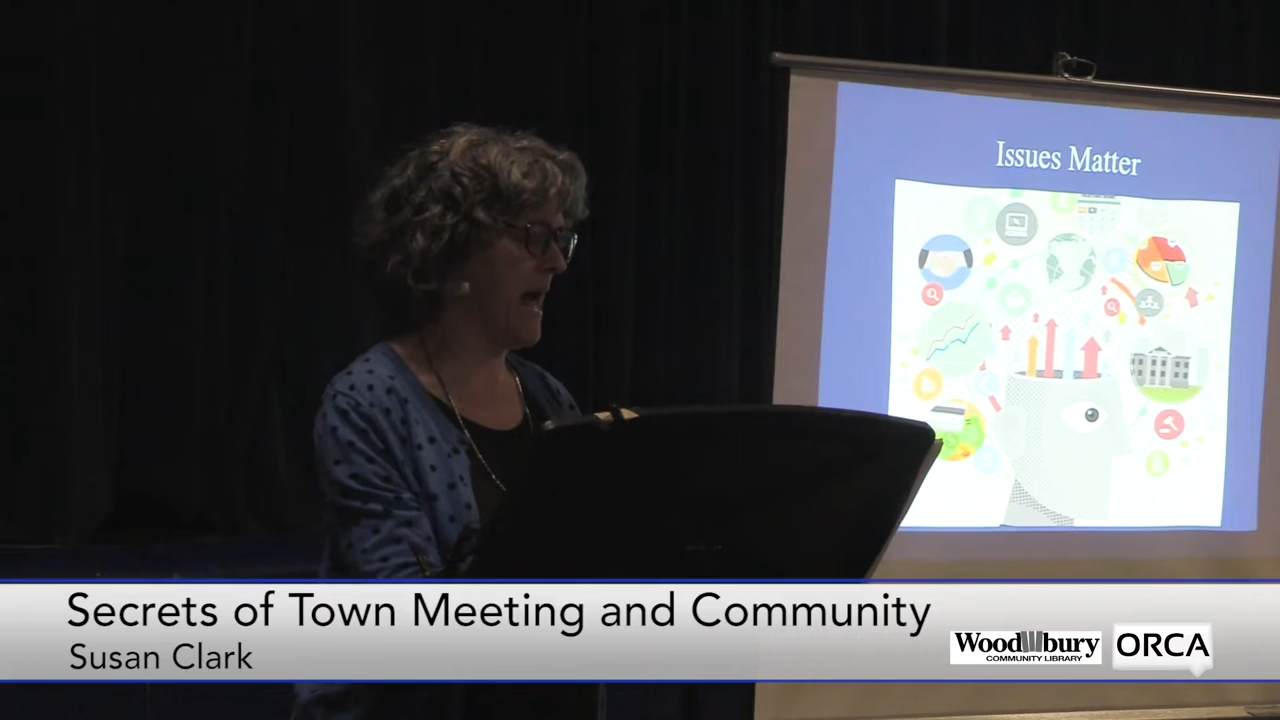 Issues Matter
Secrets of Town Meeting and Community
Susan Clark
Woodbury
COMMUNITY LIBRARY
ORCA